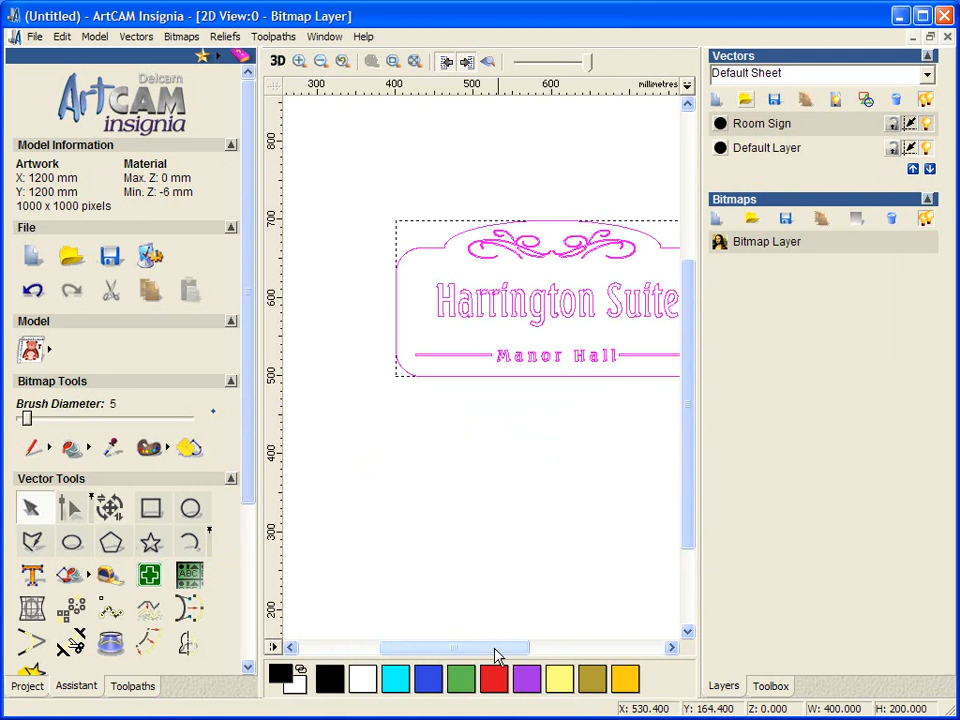 (Untitled) - ArtCAM Insignia - [2D View:0 - Bitmap Layer]
File Edit Model Vectors Bitmaps Reliefs Toolpaths Window Help
Delcam
ArtCAM
insignia
Model Information
Artwork Material
X: 1200 mm Max. Z: 0 mm
Y: 1200 mm Min. Z: -6 mm
1000 x 1000 pixels
File
Model
Bitmap Tools
Brush Diameter: 5
Vector Tools
ABC
Project Assistant Toolpaths
3D
300 400 500 600 millimetres
800
700
600
500
400
300
200
Harrington Suite
Manor Hall
Vectors
Default Sheet
Room Sign
Default Layer
Bitmaps
Bitmap Layer
Layers Toolbox
X: 530.400 Y: 164.400 Z: 0.000 W: 400.000 H: 200.000